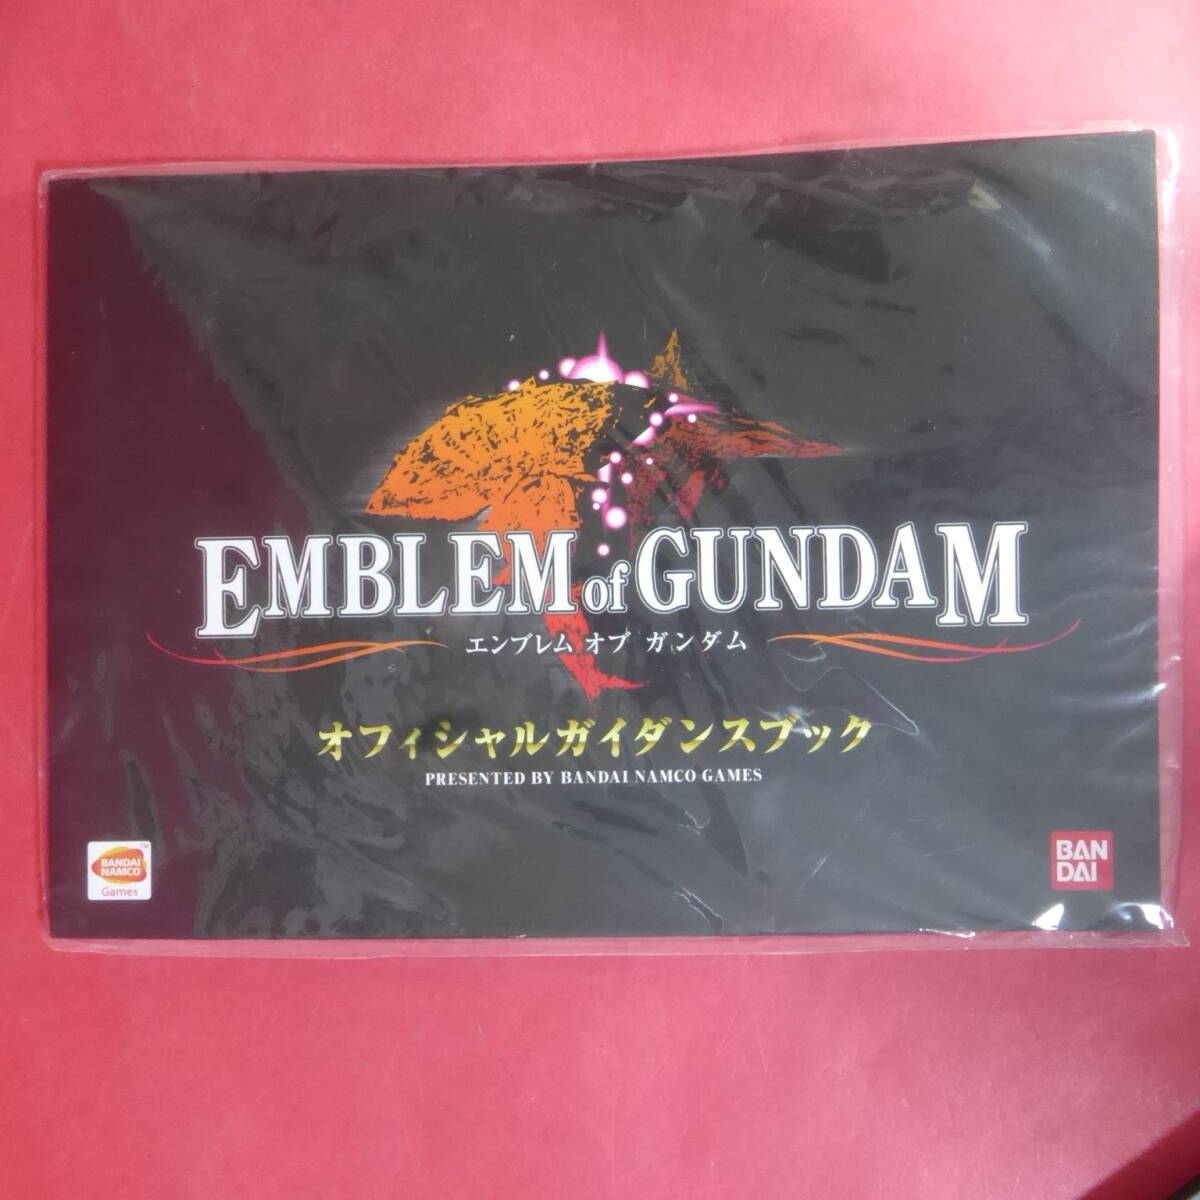 EMBLEM of GUNDAM
エンブレム オブ ガンダム
オフィシャルガイダンスブック
PRESENTED BY BANDAI NAMCO GAMES
BANDAI
NAMCO
TM
Games
BAN
DAI